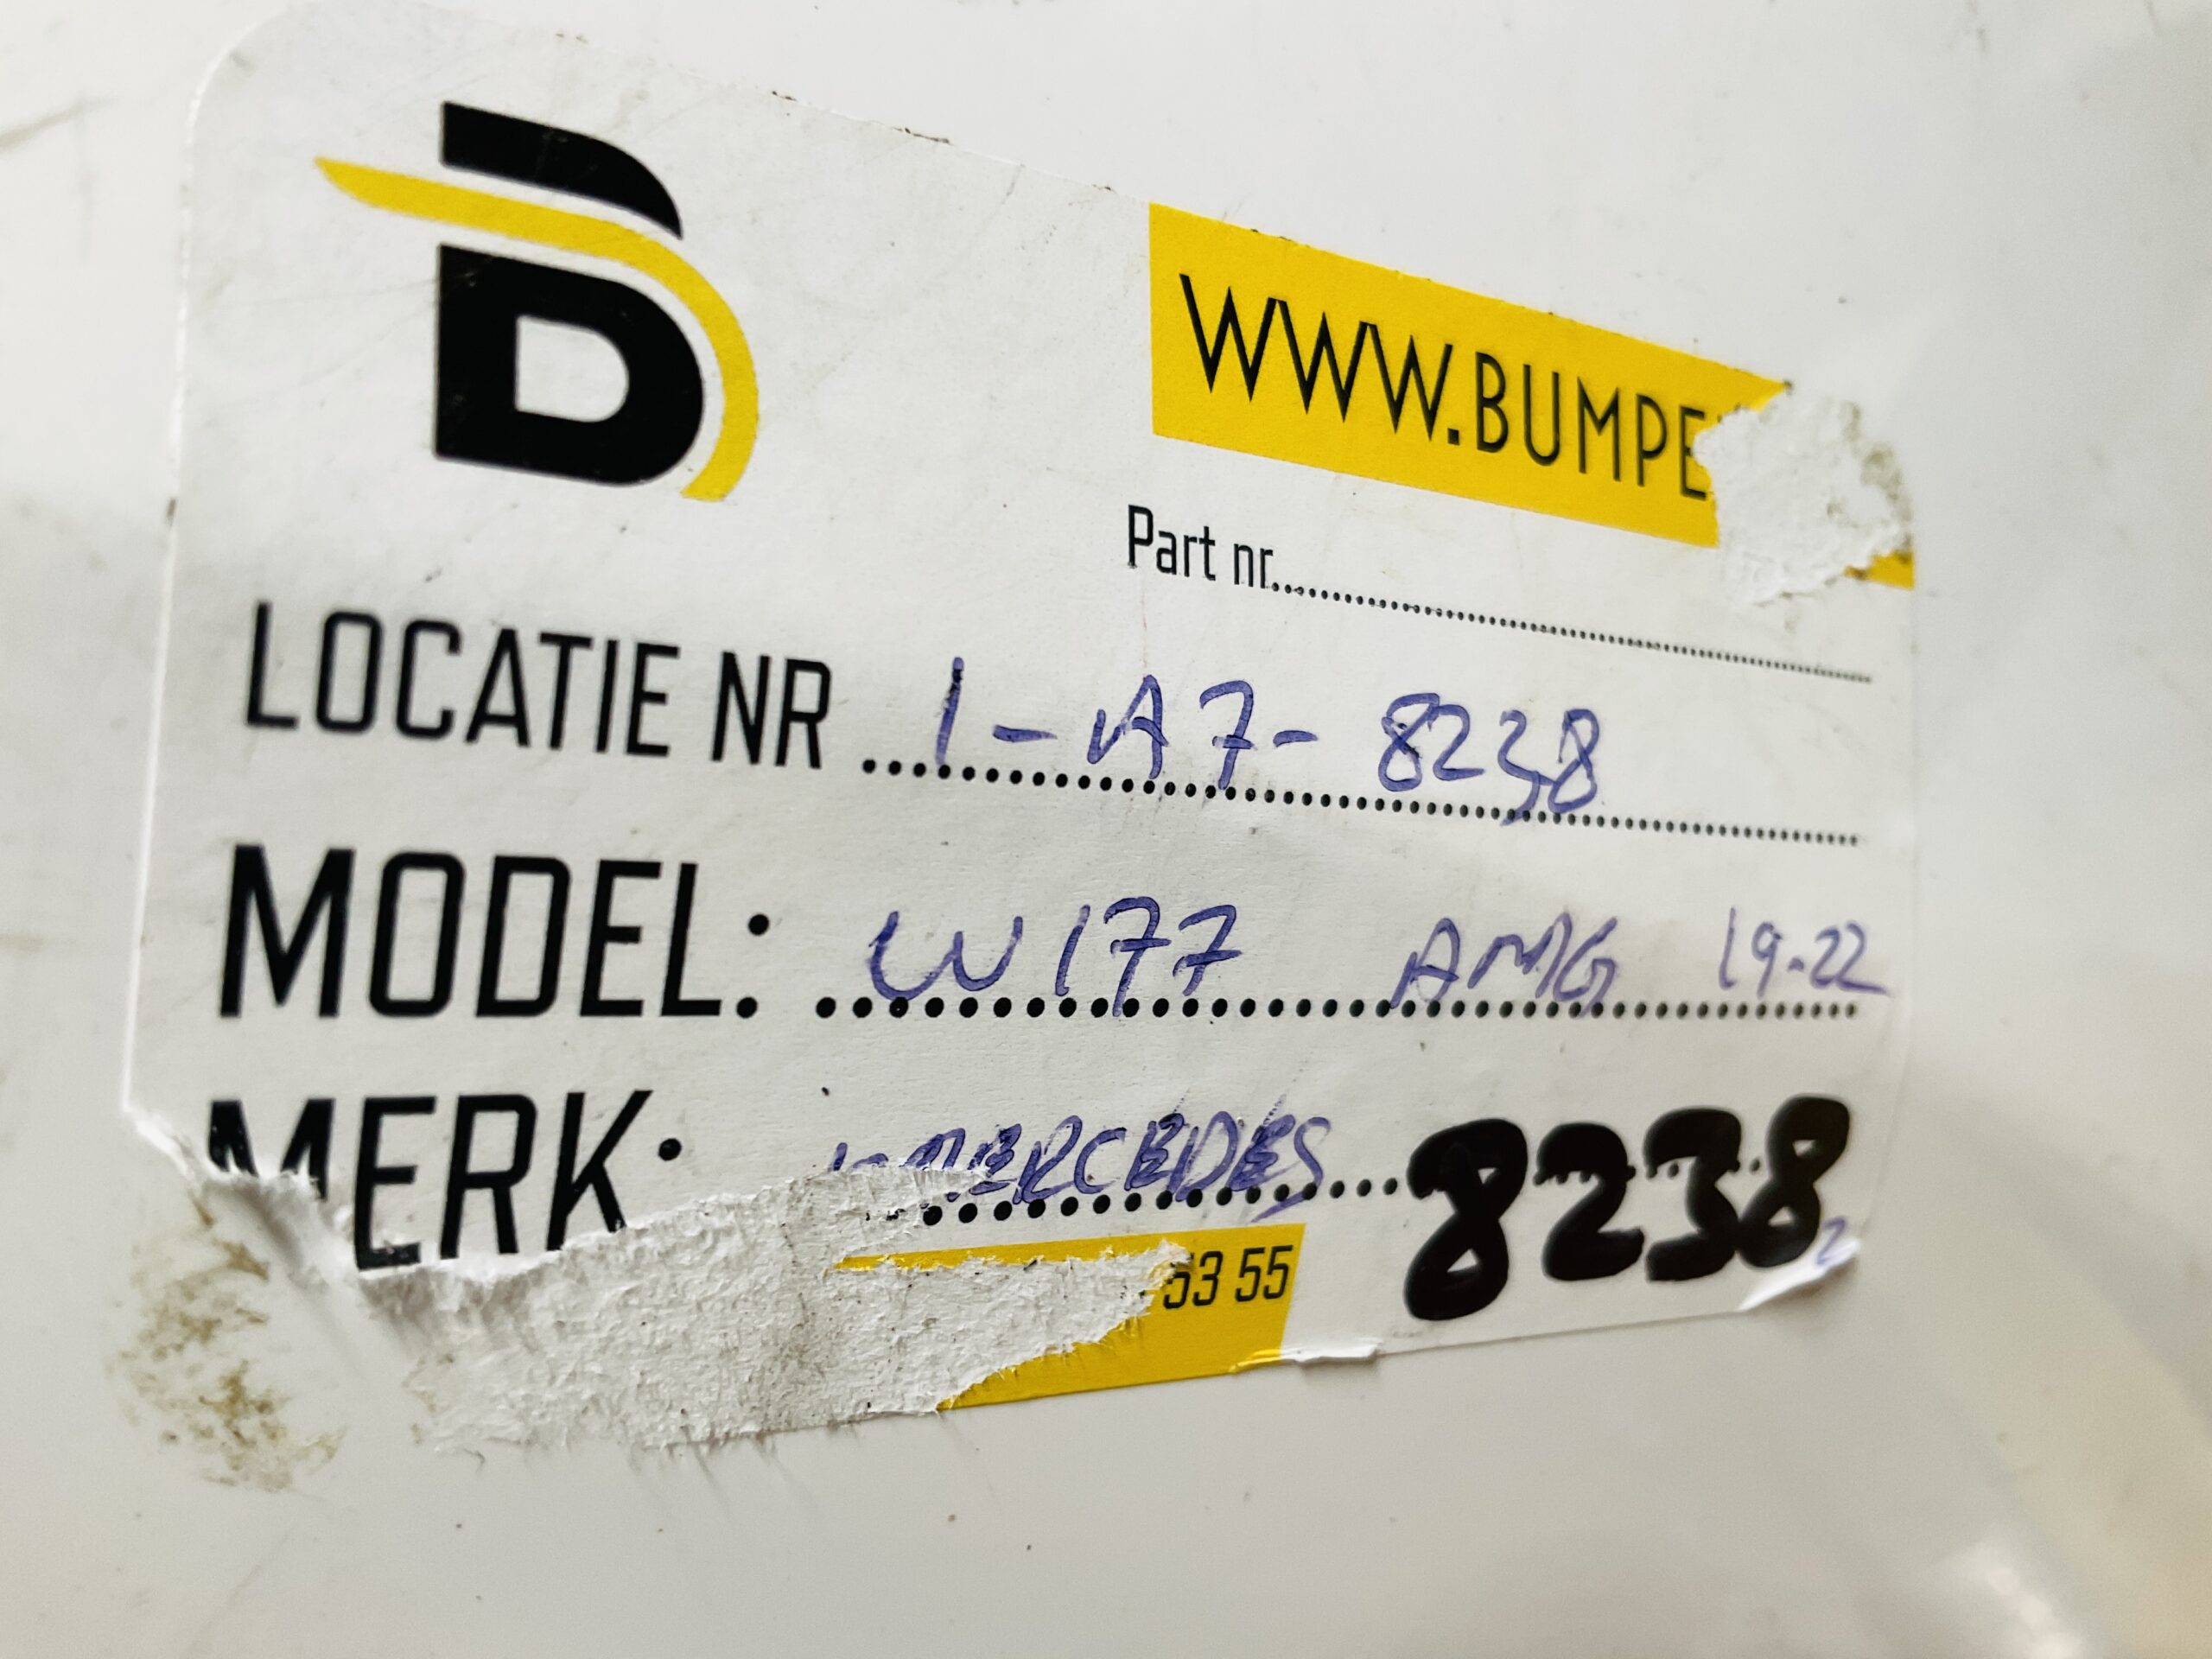 B
WWW.BUMPE
Part nr.
LOCATIE NR 1-A7-8238
MODEL: W177 AMG 19-22
MERK: MERCEDES 8238
53 55